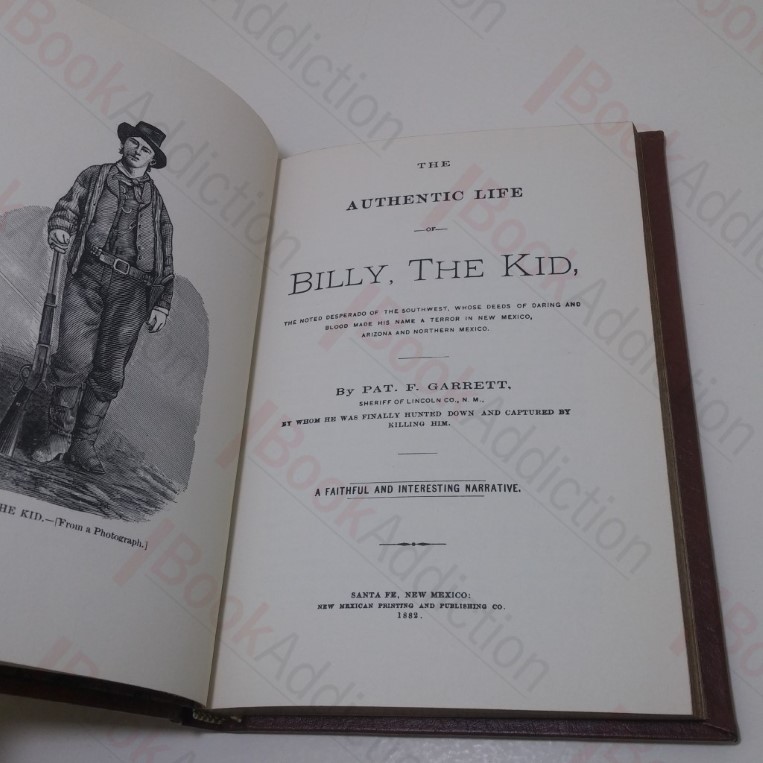 HE KID.—[From a Photograph.]
THE
AUTHENTIC LIFE
—OF—
BILLY, THE KID,
THE NOTED DESPERADO OF THE SOUTHWEST, WHOSE DEEDS OF DARING AND
BLOOD MADE HIS NAME A TERROR IN NEW MEXICO,
ARIZONA AND NORTHERN MEXICO.
By PAT. F. GARRETT,
SHERIFF OF LINCOLN CO., N. M.,
BY WHOM HE WAS FINALLY HUNTED DOWN AND CAPTURED BY
KILLING HIM.
A FAITHFUL AND INTERESTING NARRATIVE.
SANTA FE, NEW MEXICO:
NEW MEXICAN PRINTING AND PUBLISHING CO.
1882.
BookAddiction